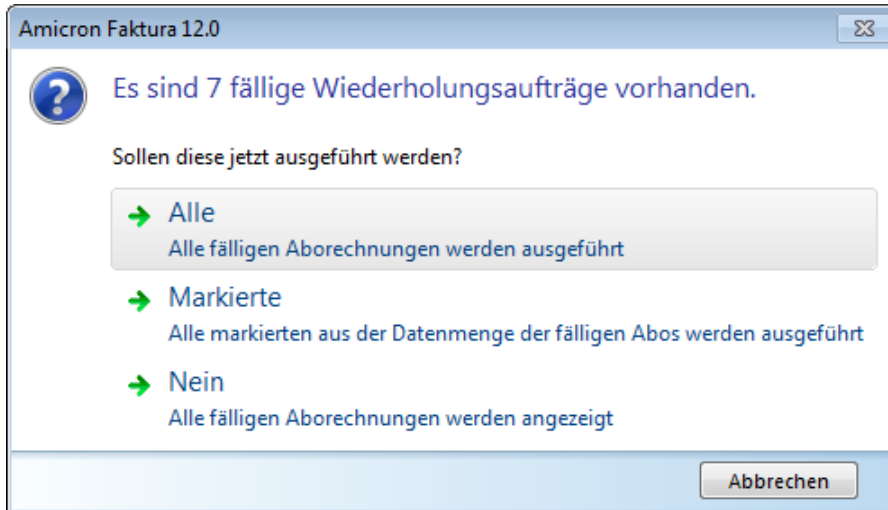 Amicron Faktura 12.0
?
Es sind 7 fällige Wiederholungsaufträge vorhanden.
Sollen diese jetzt ausgeführt werden?
Alle
Alle fälligen Aborechnungen werden ausgeführt
Markierte
Alle markierten aus der Datenmenge der fälligen Abos werden ausgeführt
Nein
Alle fälligen Aborechnungen werden angezeigt
Abbrechen